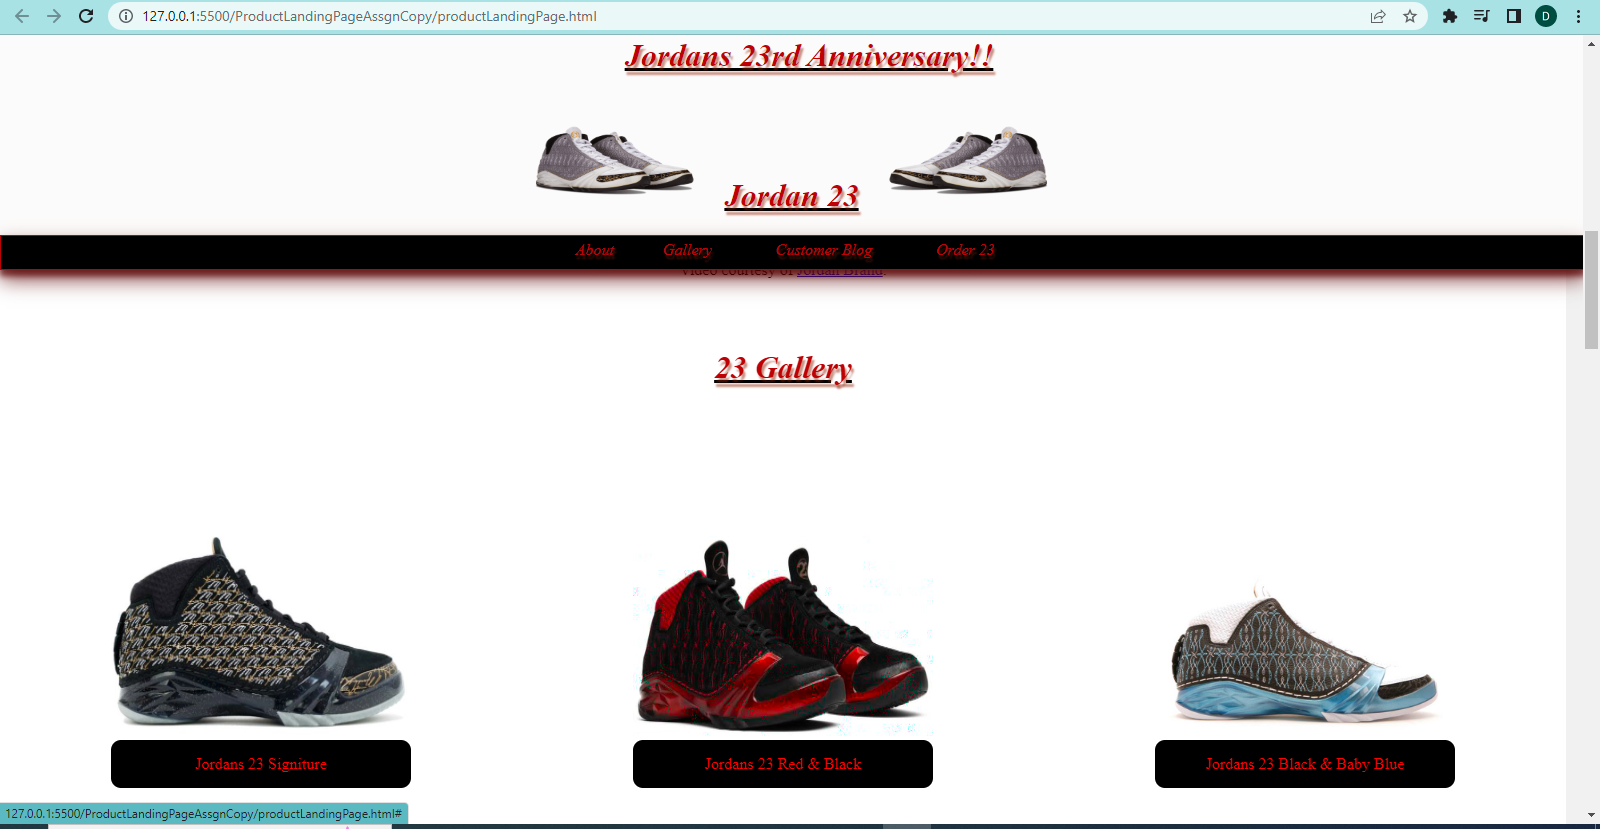 127.0.0.1:5500/ProductLandingPageAssgnCopy/productLandingPage.html
D
Jordans 23rd Anniversary!!
Jordan 23
About Gallery Customer Blog Order 23
Video courtesy of Jordan Brand.
23 Gallery
Jordans 23 Signiture
Jordans 23 Red & Black
Jordans 23 Black & Baby Blue
127.0.0.1:5500/ProductLandingPageAssgnCopy/productLandingPage.html#